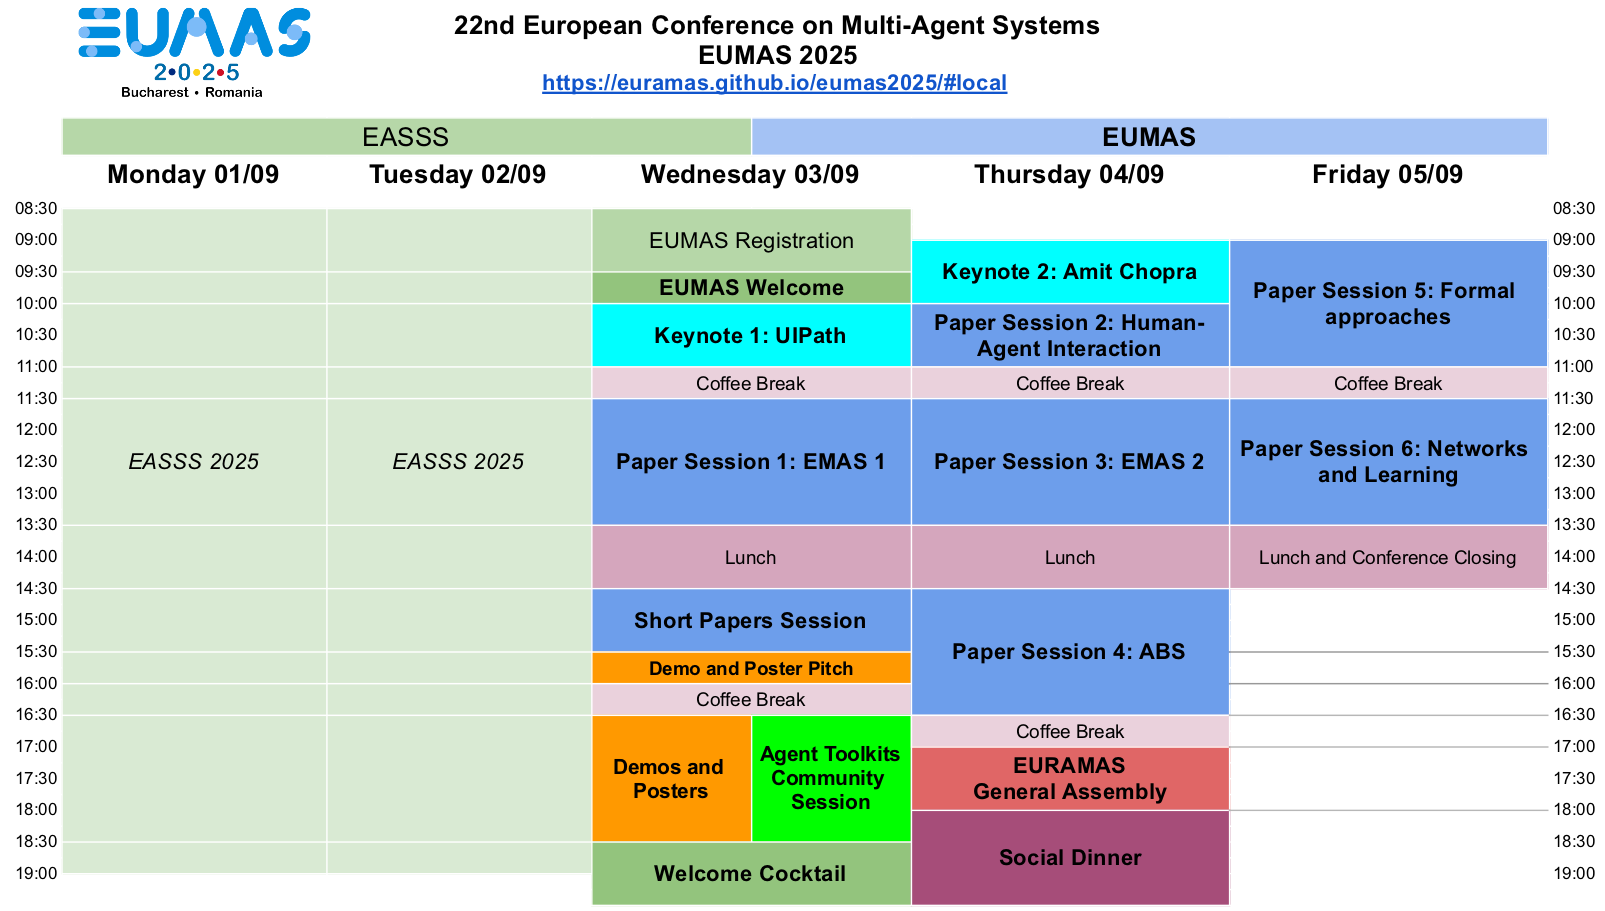 EUMAS
2·0·2·5
Bucharest • Romania
22nd European Conference on Multi-Agent Systems
EUMAS 2025
https://euramas.github.io/eumas2025/#local
EASSS
EUMAS
Monday 01/09
Tuesday 02/09
Wednesday 03/09
Thursday 04/09
Friday 05/09
08:30
09:00
09:30
10:00
10:30
11:00
11:30
12:00
12:30
13:00
13:30
14:00
14:30
15:00
15:30
16:00
16:30
17:00
17:30
18:00
18:30
19:00
EASSS 2025
EASSS 2025
EUMAS Registration
EUMAS Welcome
Keynote 1: UIPath
Coffee Break
Paper Session 1: EMAS 1
Lunch
Short Papers Session
Demo and Poster Pitch
Coffee Break
Demos and
Posters
Agent Toolkits
Community
Session
Welcome Cocktail
Keynote 2: Amit Chopra
Paper Session 2: Human-
Agent Interaction
Coffee Break
Paper Session 3: EMAS 2
Lunch
Paper Session 4: ABS
Coffee Break
EURAMAS
General Assembly
Social Dinner
Paper Session 5: Formal
approaches
Coffee Break
Paper Session 6: Networks
and Learning
Lunch and Conference Closing
08:30
09:00
09:30
10:00
10:30
11:00
11:30
12:00
12:30
13:00
13:30
14:00
14:30
15:00
15:30
16:00
16:30
17:00
17:30
18:00
18:30
19:00